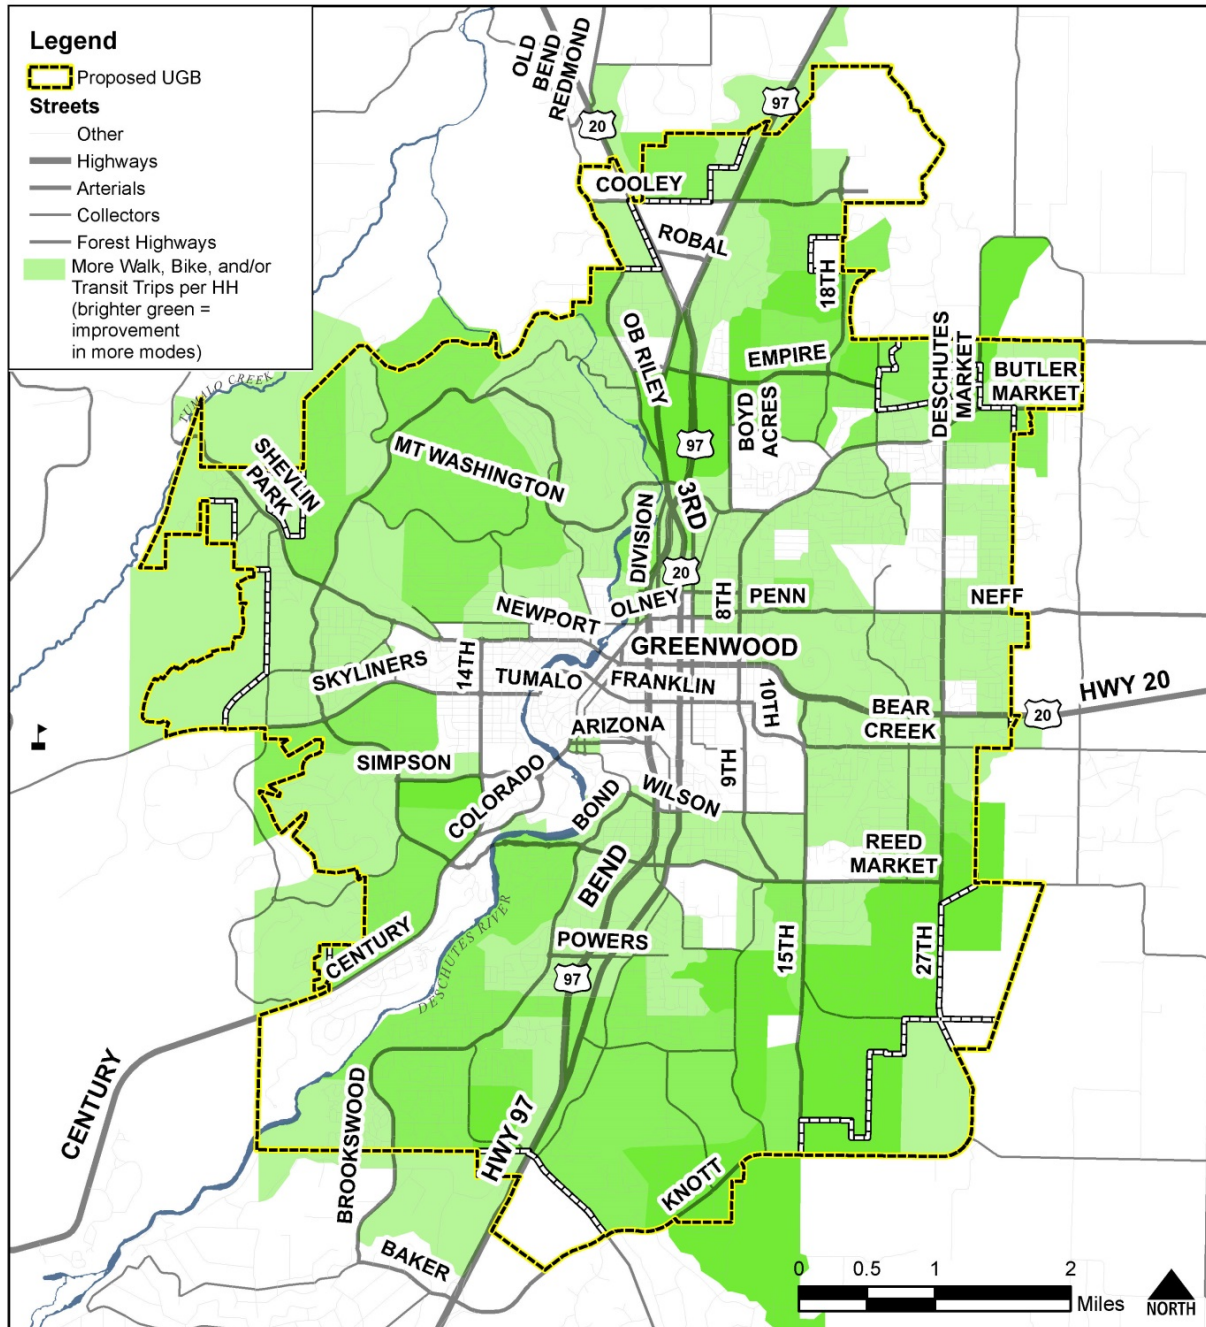 Legend
Proposed UGB
Streets
Other
Highways
Arterials
Collectors
Forest Highways
More Walk, Bike, and/or
Transit Trips per HH
(brighter green =
improvement
in more modes)
OLD
BEND
REDMOND
20
97
COOLEY
ROBAL
18TH
OB RILEY
EMPIRE
DESCHUTES
MARKET
BUTLER
MARKET
BOYD
ACRES
TUMALO CREEK
SHEVLIN
PARK
MT WASHINGTON
97
3RD
DIVISION
20
NEWPORT
OLNEY
8TH
PENN
NEFF
GREENWOOD
SKYLINERS
14TH
TUMALO
FRANKLIN
10TH
HWY 20
20
BEAR
CREEK
ARIZONA
SIMPSON
COLORADO
BOND
WILSON
9TH
REED
MARKET
BEND
DESCHUTES RIVER
CENTURY
POWERS
97
15TH
27TH
CENTURY
BROOKSWOOD
HWY 97
KNOTT
BAKER
0
0.5
1
2
Miles
NORTH